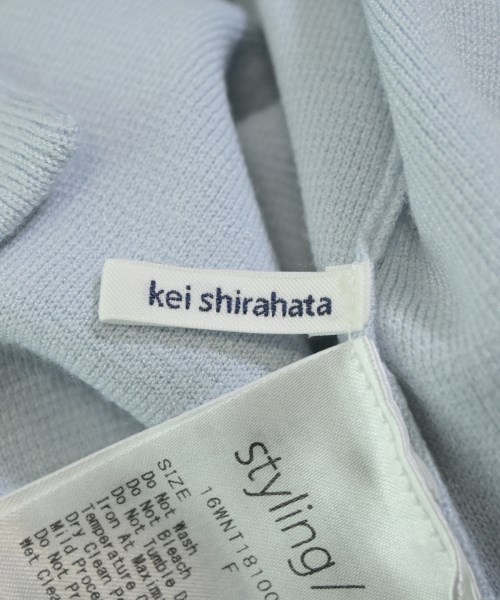 kei shirahata
styling/
16WNT18100
SIZE F
Do Not Wash
Do Not Bleach
Do Not Tumble D
Iron At Maxim
Temperature
Dry Clean P
Mild Proce
Do Not
Wet Clea